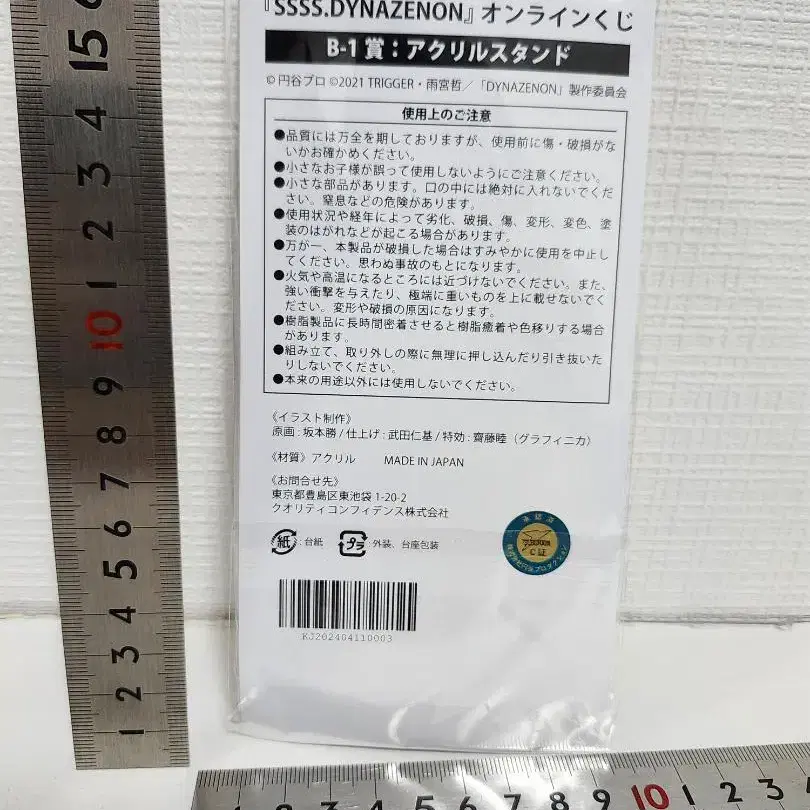 『SSSS.DYNAZENON』オンラインくじ
B-1 賞：アクリルスタンド
© 円谷プロ ©2021 TRIGGER・雨宮哲／「DYNAZENON」製作委員会
使用上のご注意
●品質には万全を期しておりますが、使用前に傷・破損がな
いかお確かめください。
●小さなお子様が誤って使用しないようにご注意ください。
●小さな部品があります。口の中には絶対に入れないでくだ
さい。窒息などの危険があります。
●使用状況や経年によって劣化、破損、傷、変形、変色、塗
装のはがれなどが起こる場合があります。
●万が一、本製品が破損した場合はすみやかに使用を中止し
てください。思わぬ事故のもとになります。
●火気や高温になるところには近づけないでください。また、
強い衝撃を与えたり、極端に重いものを上に載せないでく
ださい。変形や破損の原因になります。
●樹脂製品に長時間密着させると樹脂癒着や色移りする場合
があります。
●組み立て、取り外しの際に無理に押し込んだり引き抜いた
りしないでください。
●本来の用途以外には使用しないでください。
《イラスト制作》
原画：坂本勝 / 仕上げ：武田仁基 / 特効：齋藤睦（グラフィニカ）
《材質》アクリル MADE IN JAPAN
《お問合せ先》
東京都豊島区東池袋 1-20-2
クオリティコンフィデンス株式会社
紙：台紙 プラ：外装、台座包装
承認済
C証
株式会社円谷プロダクション
KJ202404110003
15
4
3
2
1
10
9
8
7
6
5
4
3
2
1
1 2 3 4 5 6 7 8 9 10 1 2 3